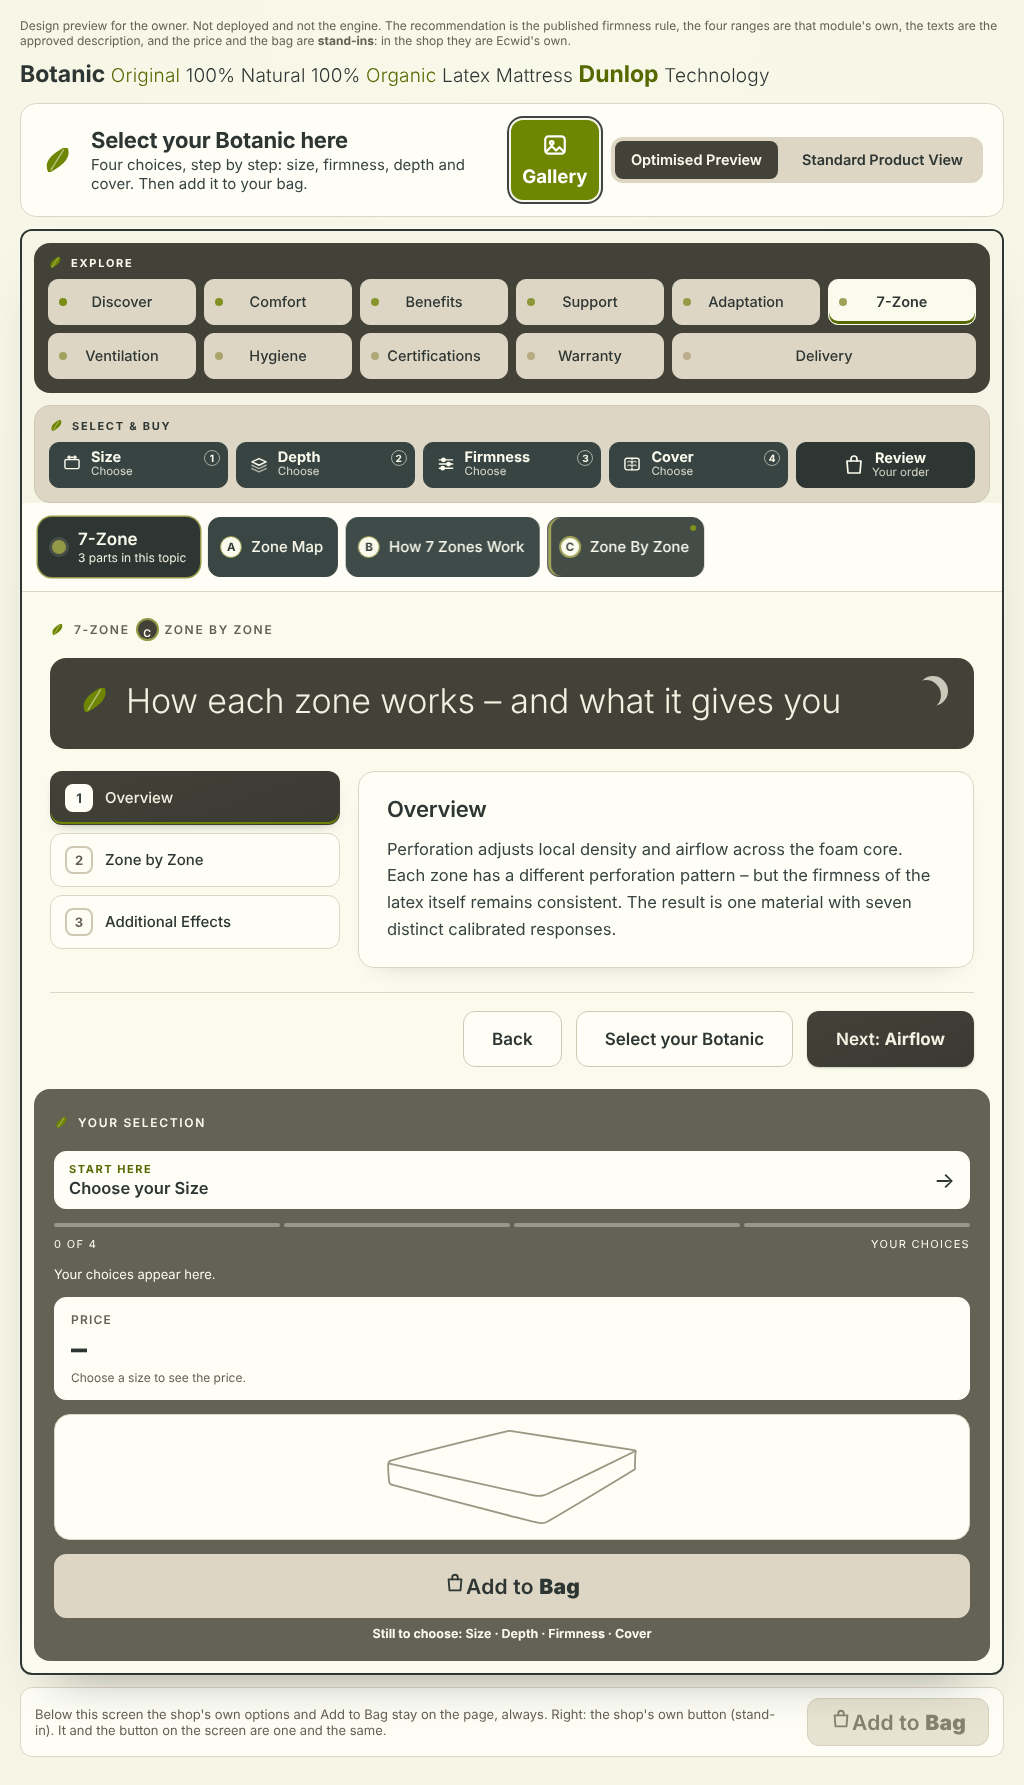 Design preview for the owner. Not deployed and not the engine. The recommendation is the published firmness rule, the four ranges are that module's own, the texts are the
approved description, and the price and the bag are stand-ins: in the shop they are Ecwid's own.
Botanic Original 100% Natural 100% Organic Latex Mattress Dunlop Technology
Select your Botanic here
Four choices, step by step: size, firmness, depth and
cover. Then add it to your bag.
Gallery
Optimised Preview
Standard Product View
EXPLORE
Discover
Comfort
Benefits
Support
Adaptation
7-Zone
Ventilation
Hygiene
Certifications
Warranty
Delivery
SELECT & BUY
Size
Choose
1
Depth
Choose
2
Firmness
Choose
3
Cover
Choose
4
Review
Your order
7-Zone
3 parts in this topic
A Zone Map
B How 7 Zones Work
C Zone By Zone
7-ZONE C ZONE BY ZONE
How each zone works – and what it gives you
1 Overview
2 Zone by Zone
3 Additional Effects
Overview
Perforation adjusts local density and airflow across the foam core.
Each zone has a different perforation pattern – but the firmness of the
latex itself remains consistent. The result is one material with seven
distinct calibrated responses.
Back
Select your Botanic
Next: Airflow
YOUR SELECTION
START HERE
Choose your Size
0 OF 4
YOUR CHOICES
Your choices appear here.
PRICE
–
Choose a size to see the price.
Add to Bag
Still to choose: Size · Depth · Firmness · Cover
Below this screen the shop's own options and Add to Bag stay on the page, always. Right: the shop's own button (stand-
in). It and the button on the screen are one and the same.
Add to Bag